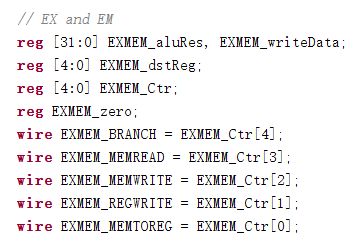 // EX and EM
reg [31:0] EXMEM_aluRes, EXMEM_writeData;
reg [4:0] EXMEM_dstReg;
reg [4:0] EXMEM_Ctr;
reg EXMEM_zero;
wire EXMEM_BRANCH = EXMEM_Ctr[4];
wire EXMEM_MEMREAD = EXMEM_Ctr[3];
wire EXMEM_MEMWRITE = EXMEM_Ctr[2];
wire EXMEM_REGWRITE = EXMEM_Ctr[1];
wire EXMEM_MEMTOREG = EXMEM_Ctr[0];